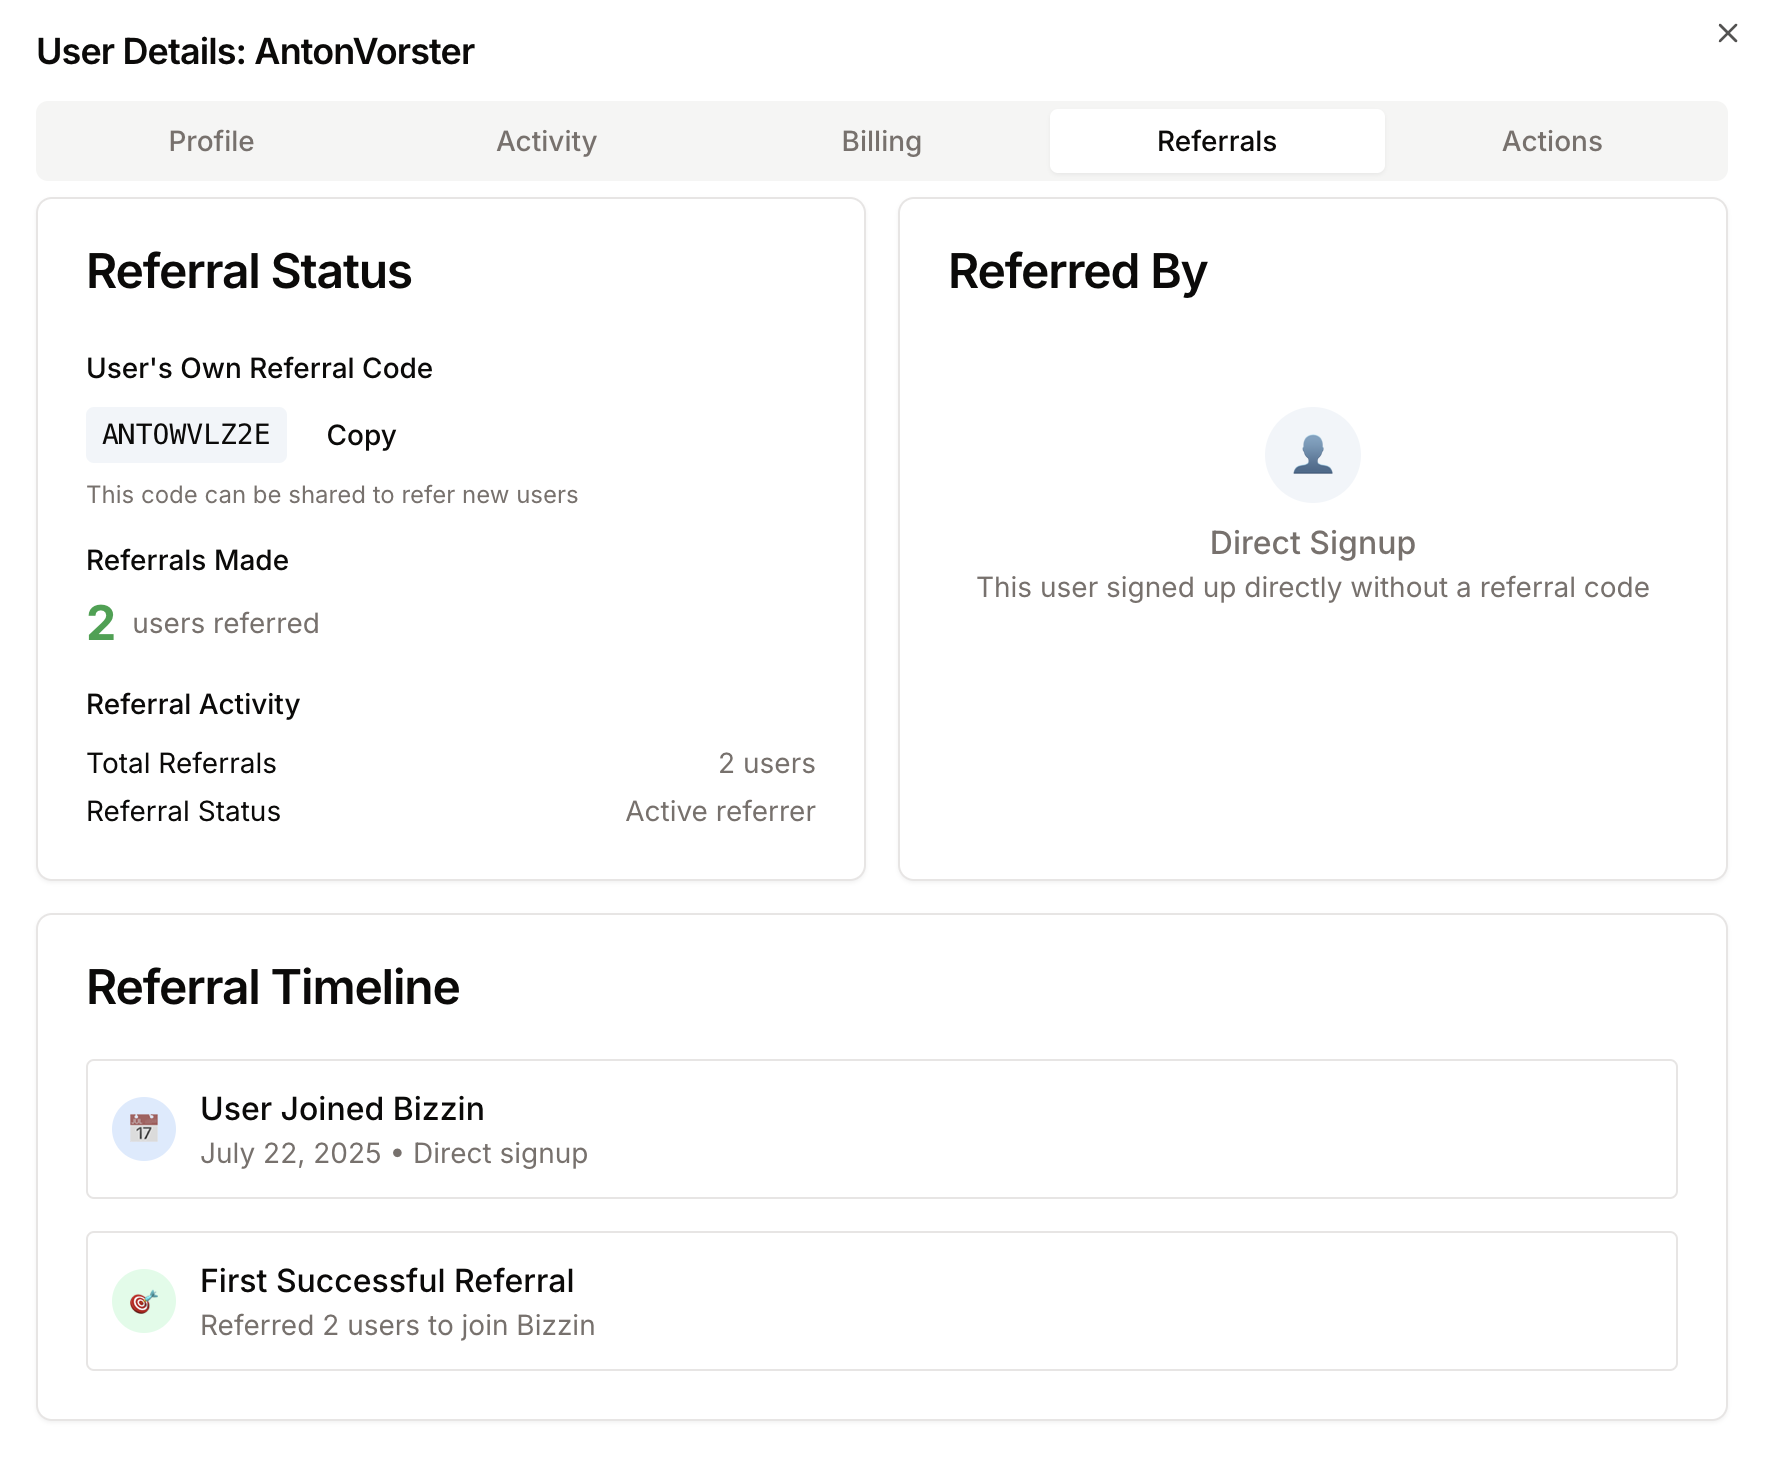 User Details: AntonVorster
Profile
Activity
Billing
Referrals
Actions
Referral Status
User's Own Referral Code
ANTOWVLZ2E
Copy
This code can be shared to refer new users
Referrals Made
2 users referred
Referral Activity
Total Referrals 2 users
Referral Status Active referrer
Referred By
Direct Signup
This user signed up directly without a referral code
Referral Timeline
17
User Joined Bizzin
July 22, 2025 • Direct signup
First Successful Referral
Referred 2 users to join Bizzin